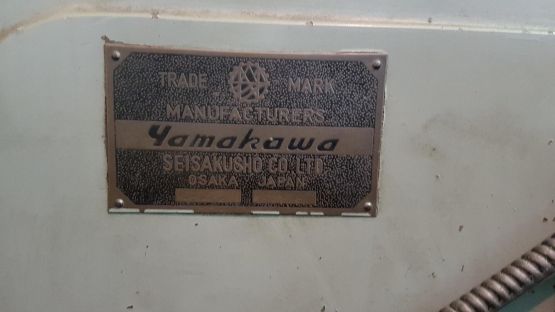 TRADE MARK
MANUFACTURERS
Yamakawa
SEISAKUSHO CO. LTD.
OSAKA JAPAN